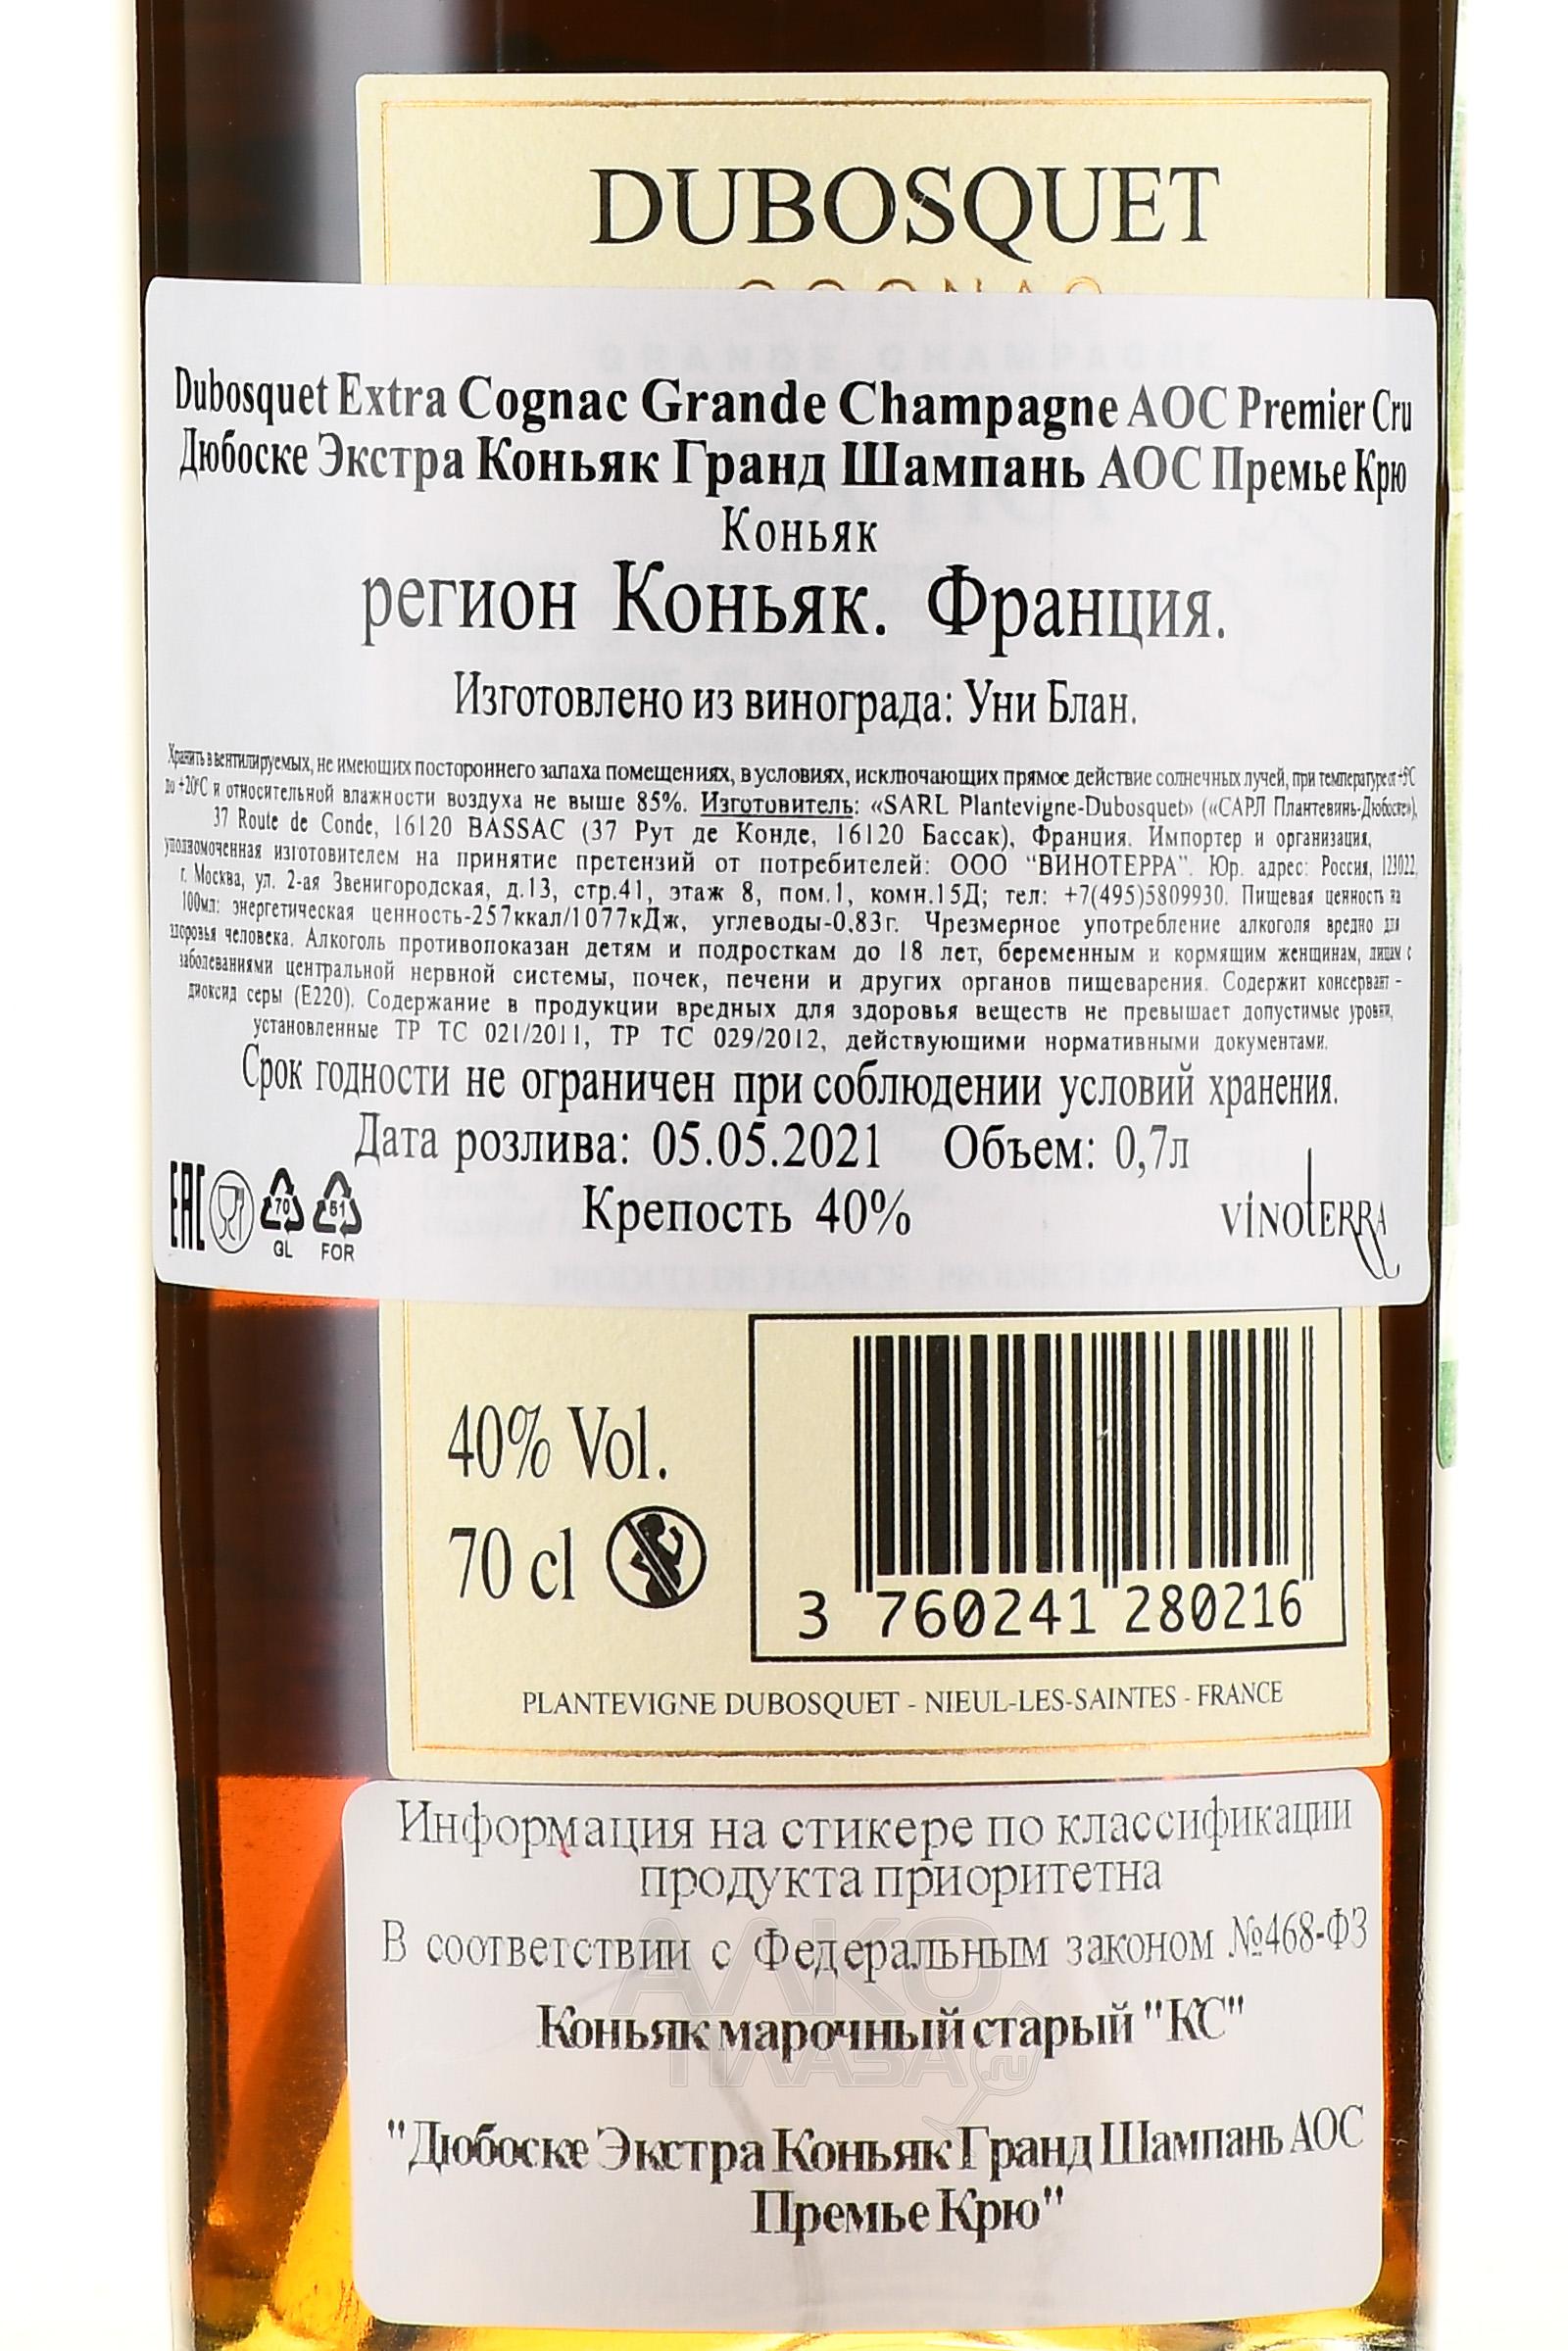 DUBOSQUET
COGNAC
Dubosquet Extra Cognac Grande Champagne AOC Premier Cru
Дюбоске Экстра Коньяк Гранд Шампань АОС Премье Крю
Коньяк
регион Коньяк. Франция.
Изготовлено из винограда: Уни Блан.
Хранить в вентилируемых, не имеющих постороннего запаха помещениях, в условиях, исключающих прямое действие солнечных лучей, при температуре от +5°С
до +20°С и относительной влажности воздуха не выше 85%. Изготовитель: «SARL Plantevigne-Dubosquet» («САРЛ Плантевинь-Дюбоске»),
37 Route de Conde, 16120 BASSAC (37 Рут де Конде, 16120 Бассак), Франция. Импортер и организация,
уполномоченная изготовителем на принятие претензий от потребителей: ООО "ВИНОТЕРРА". Юр. адрес: Россия, 123022,
г. Москва, ул. 2-ая Звенигородская, д.13, стр.41, этаж 8, пом.1, комн.15Д; тел: +7(495)5809930. Пищевая ценность на
100мл: энергетическая ценность-257ккал/1077кДж, углеводы-0.83г. Чрезмерное употребление алкоголя вредно для
здоровья человека. Алкоголь противопоказан детям и подросткам до 18 лет, беременным и кормящим женщинам, лицам с
заболеваниями центральной нервной системы, почек, печени и других органов пищеварения. Содержит консервант -
диоксид серы (Е220). Содержание в продукции вредных для здоровья веществ не превышает допустимые уровни,
установленные ТР ТС 021/2011, ТР ТС 029/2012, действующими нормативными документами.
Срок годности не ограничен при соблюдении условий хранения.
Дата розлива: 05.05.2021 Объем: 0,7л
Крепость 40%
EAC
70
GL
61
FOR
VINOTERRA
40% Vol.
70 cl
3 760241 280216
PLANTEVIGNE DUBOSQUET - NIEUL-LES-SAINTES - FRANCE
Информация на стикере по классификации
продукта приоритетна
В соответствии с Федеральным законом №468-ФЗ
Коньяк марочный старый "КС"
"Дюбоске Экстра Коньяк Гранд Шампань АОС
Премье Крю"
АЛКО
ПЛАЗА.ru